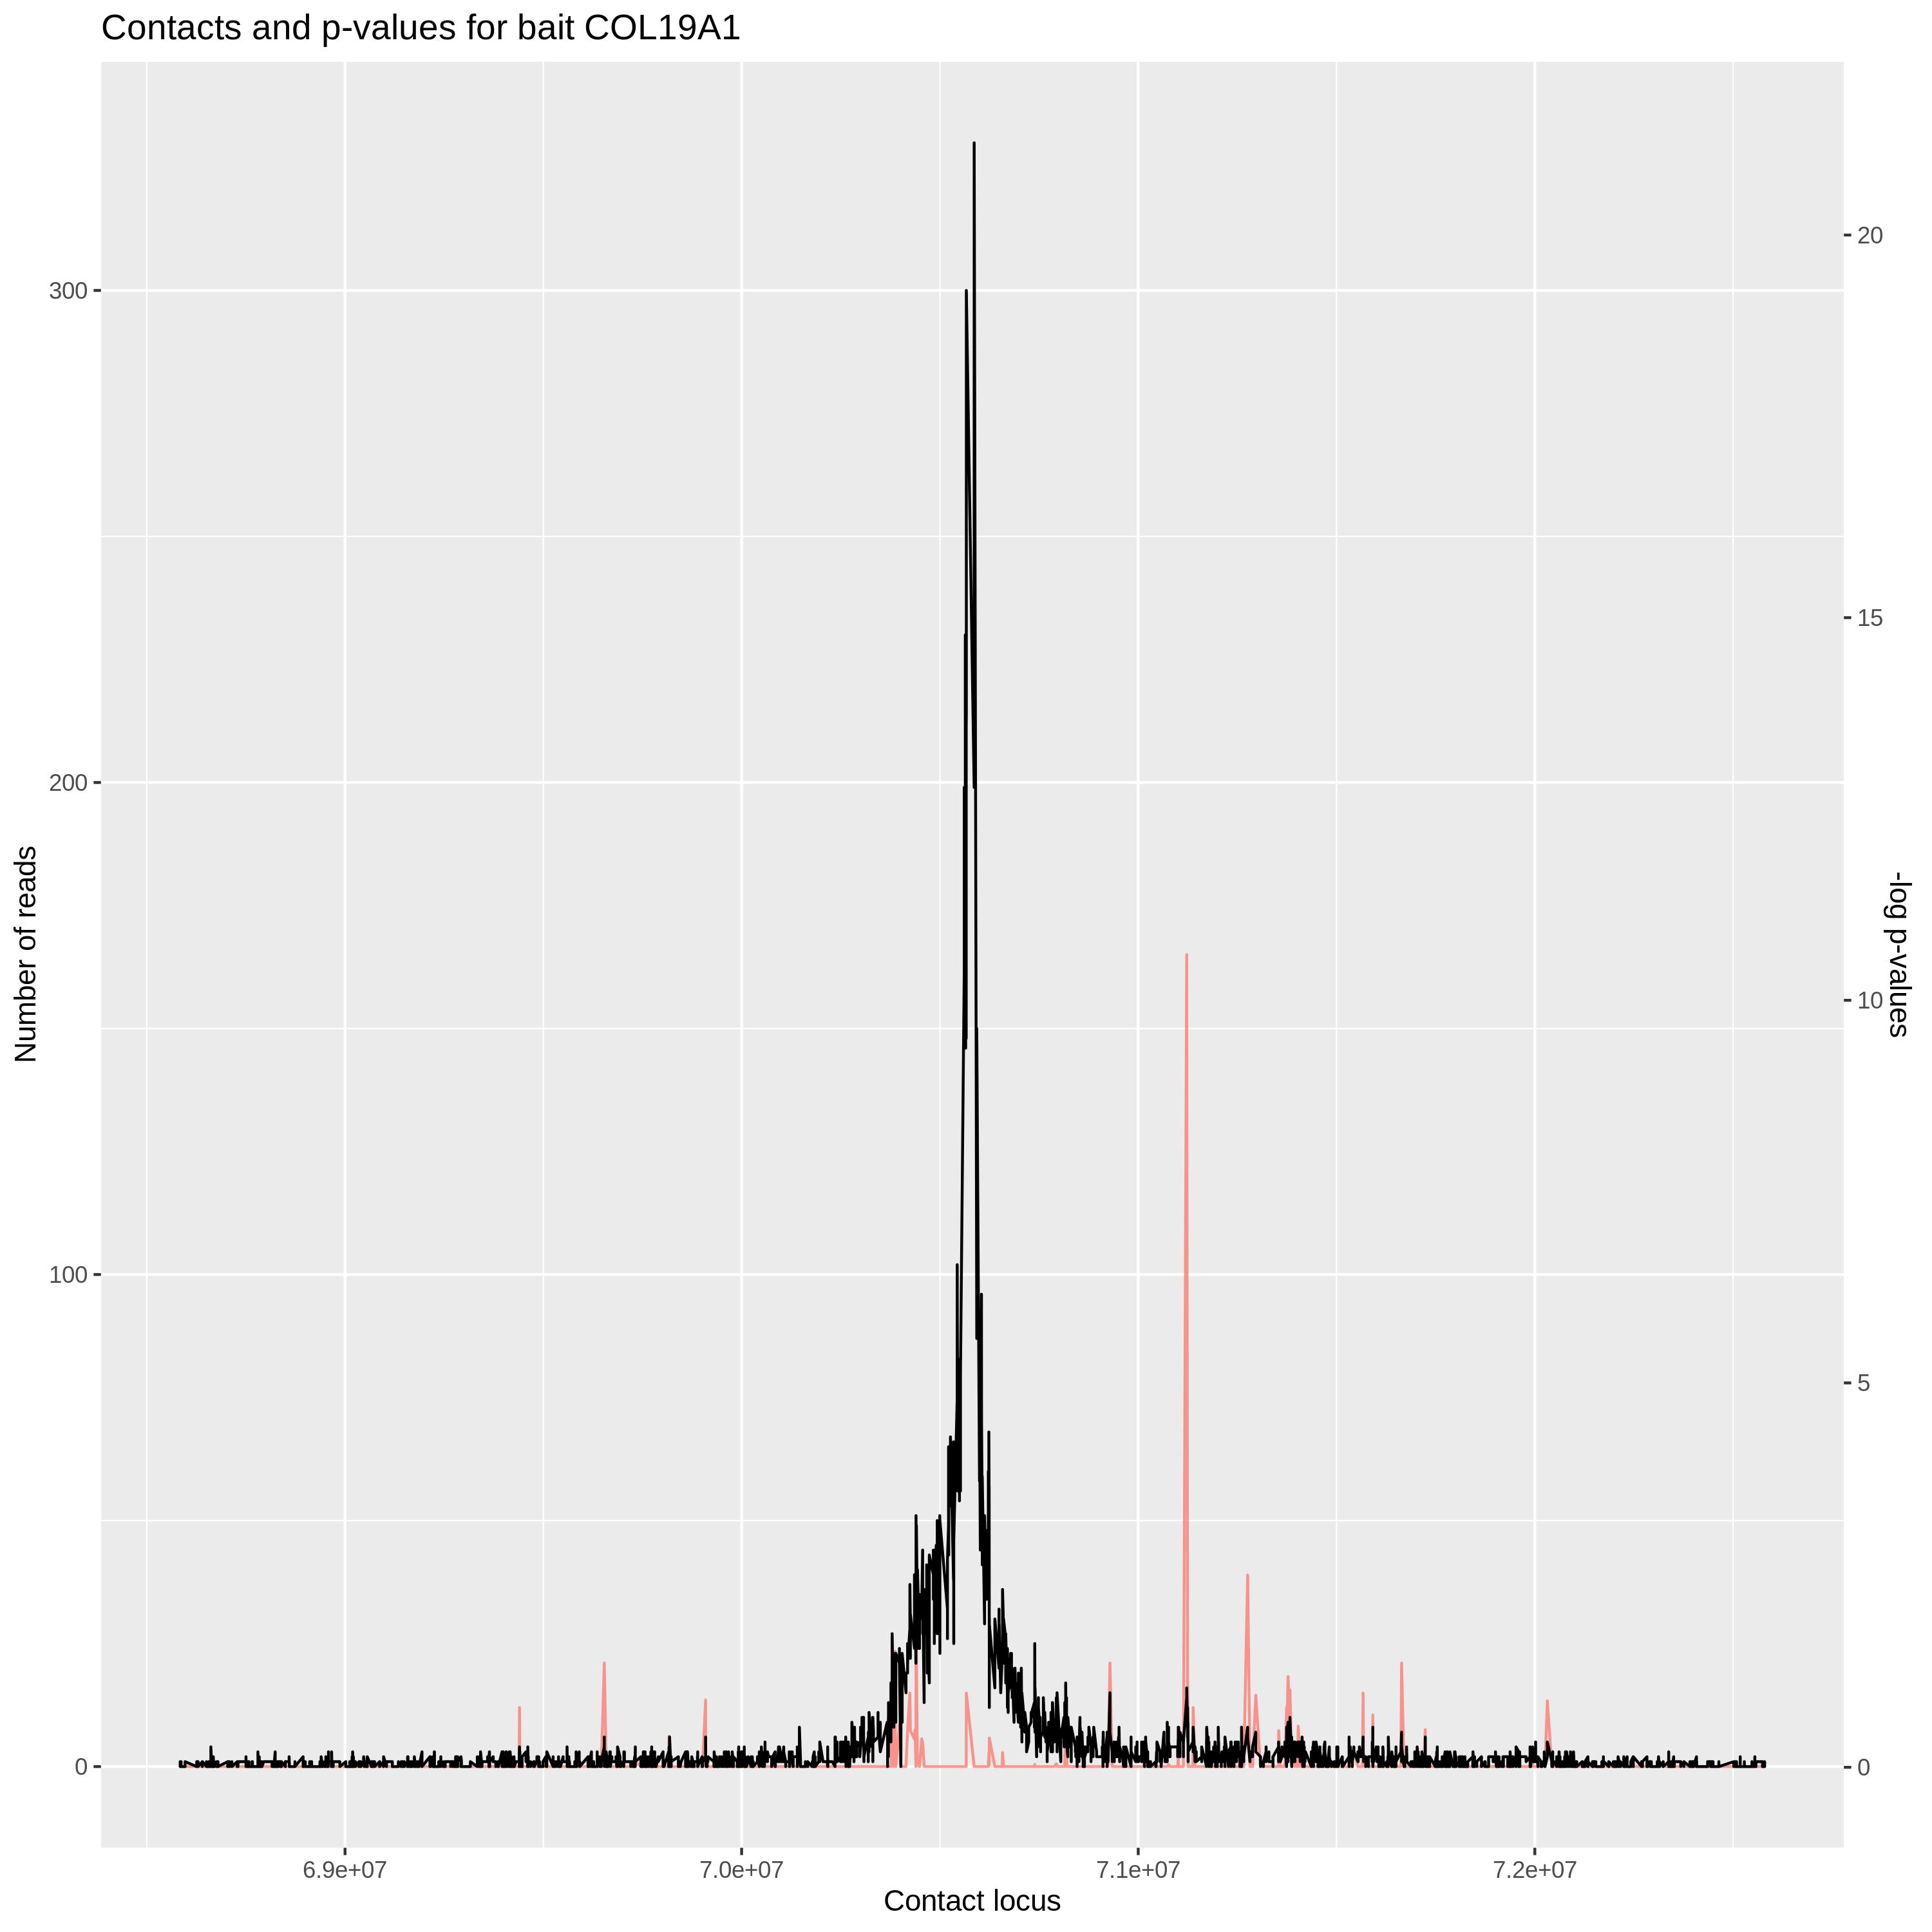 Contacts and p-values for bait COL19A1
300
200
100
0
Number of reads
20
15
10
5
0
-log p-values
6.9e+07
7.0e+07
7.1e+07
7.2e+07
Contact locus